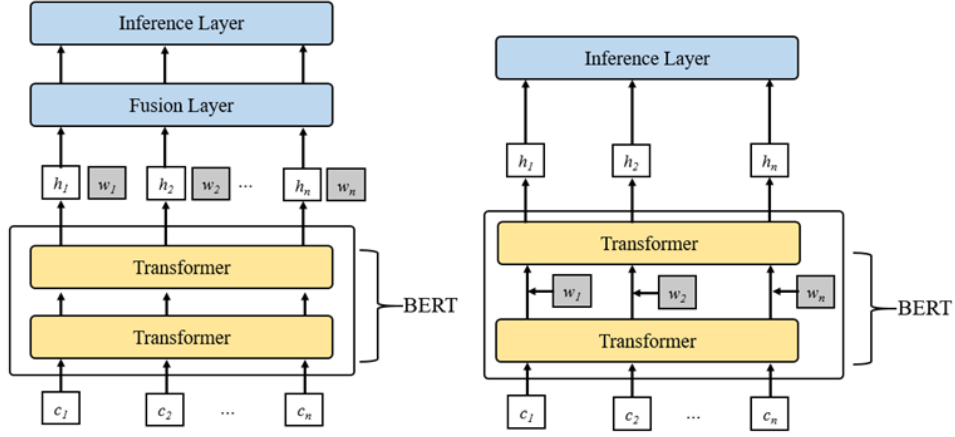 Inference Layer
Fusion Layer
h1 w1 h2 w2 ... hn wn
Transformer
Transformer
BERT
c1 c2 ... cn
Inference Layer
h1 h2 hn
Transformer
w1 w2 wn
Transformer
BERT
c1 c2 ... cn